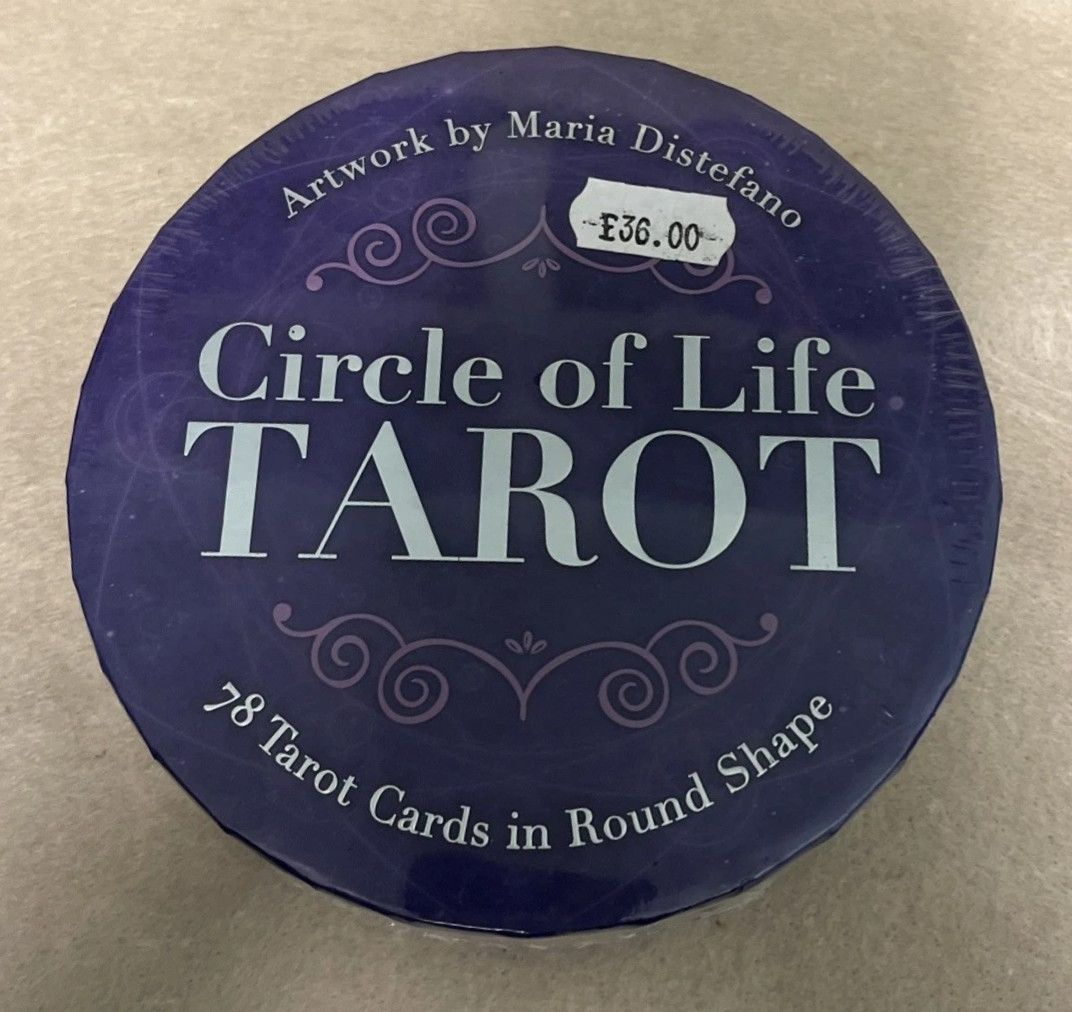 Artwork by Maria Distefano
£36.00
Circle of Life
TAROT
78 Tarot Cards in Round Shape